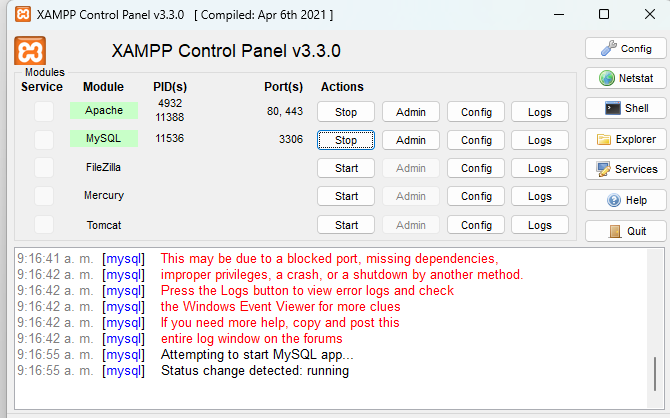 XAMPP Control Panel v3.3.0 [ Compiled: Apr 6th 2021 ]
XAMPP Control Panel v3.3.0
Config
Modules
Service Module PID(s) Port(s) Actions
Netstat
Apache 4932 11388 80, 443 Stop Admin Config Logs
Shell
MySQL 11536 3306 Stop Admin Config Logs
Explorer
FileZilla Start Admin Config Logs
Services
Mercury Start Admin Config Logs
Help
Tomcat Start Admin Config Logs
Quit
9:16:41 a. m. [mysql] This may be due to a blocked port, missing dependencies,
9:16:42 a. m. [mysql] improper privileges, a crash, or a shutdown by another method.
9:16:42 a. m. [mysql] Press the Logs button to view error logs and check
9:16:42 a. m. [mysql] the Windows Event Viewer for more clues
9:16:42 a. m. [mysql] If you need more help, copy and post this
9:16:42 a. m. [mysql] entire log window on the forums
9:16:55 a. m. [mysql] Attempting to start MySQL app...
9:16:55 a. m. [mysql] Status change detected: running